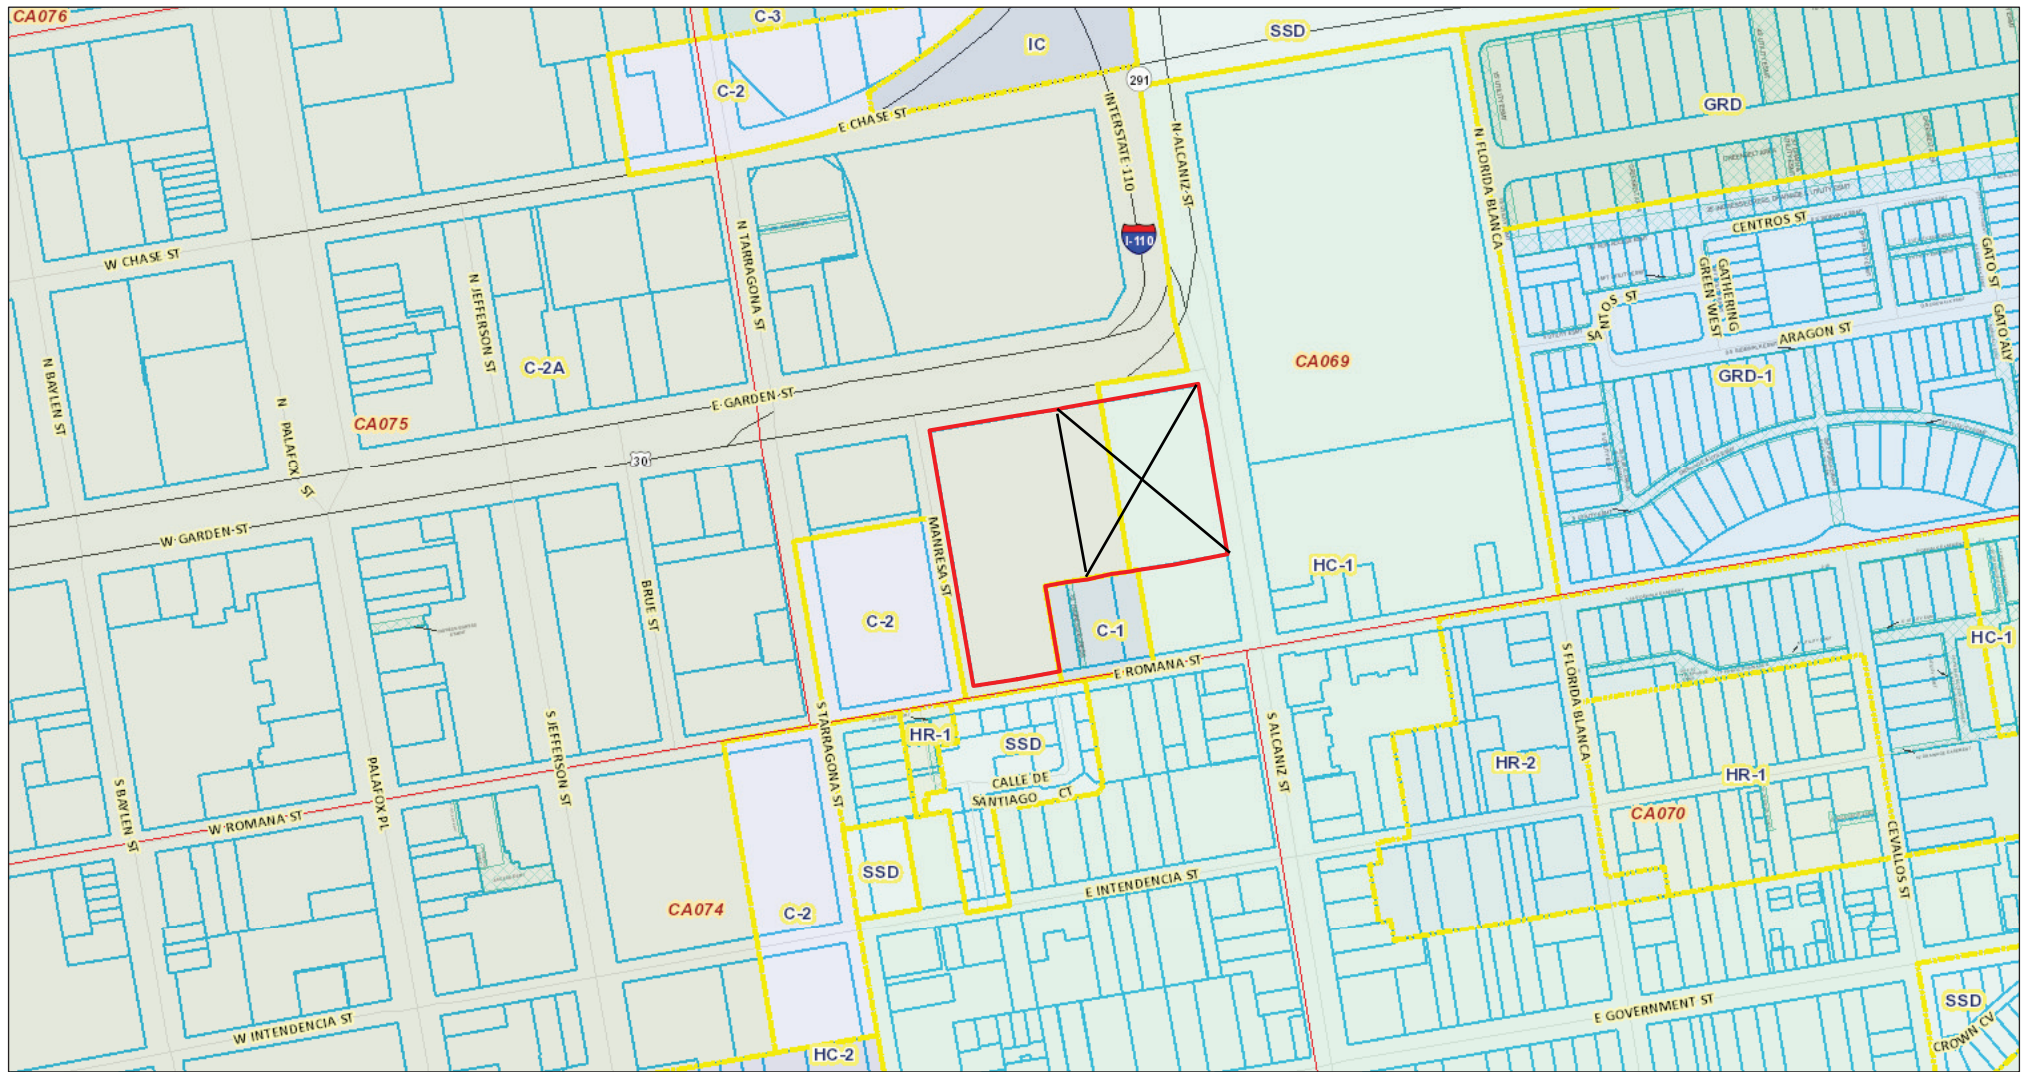 CA076
C-3
SSD
IC
C-2
291
GRD
E CHASE ST
INTERSTATE 110
N ALCANIZ ST
N FLORIDA BLANCA
W CHASE ST
N TARRAGONA ST
I-110
CENTROS ST
GATO ST
GATHERING
GREEN WEST
SANTOS ST
ARAGON ST
GATO ALY
N JEFFERSON ST
N BAYLEN ST
C-2A
CA069
GRD-1
N
PALAFOX
ST
CA075
E GARDEN ST
30
W GARDEN ST
MANRESA ST
BRUE ST
C-2
C-1
HC-1
HC-1
E ROMANA ST
S FLORIDA BLANCA
S TARRAGONA ST
HR-1
SSD
S JEFFERSON ST
S ALCANIZ ST
HR-2
HR-1
CALLE DE
SANTIAGO CT
PALAFOX PL
S BAYLEN ST
W ROMANA ST
CA070
CEVALLOS ST
SSD
E INTENDENCIA ST
CA074
C-2
W INTENDENCIA ST
E GOVERNMENT ST
SSD
CROWN CV
HC-2